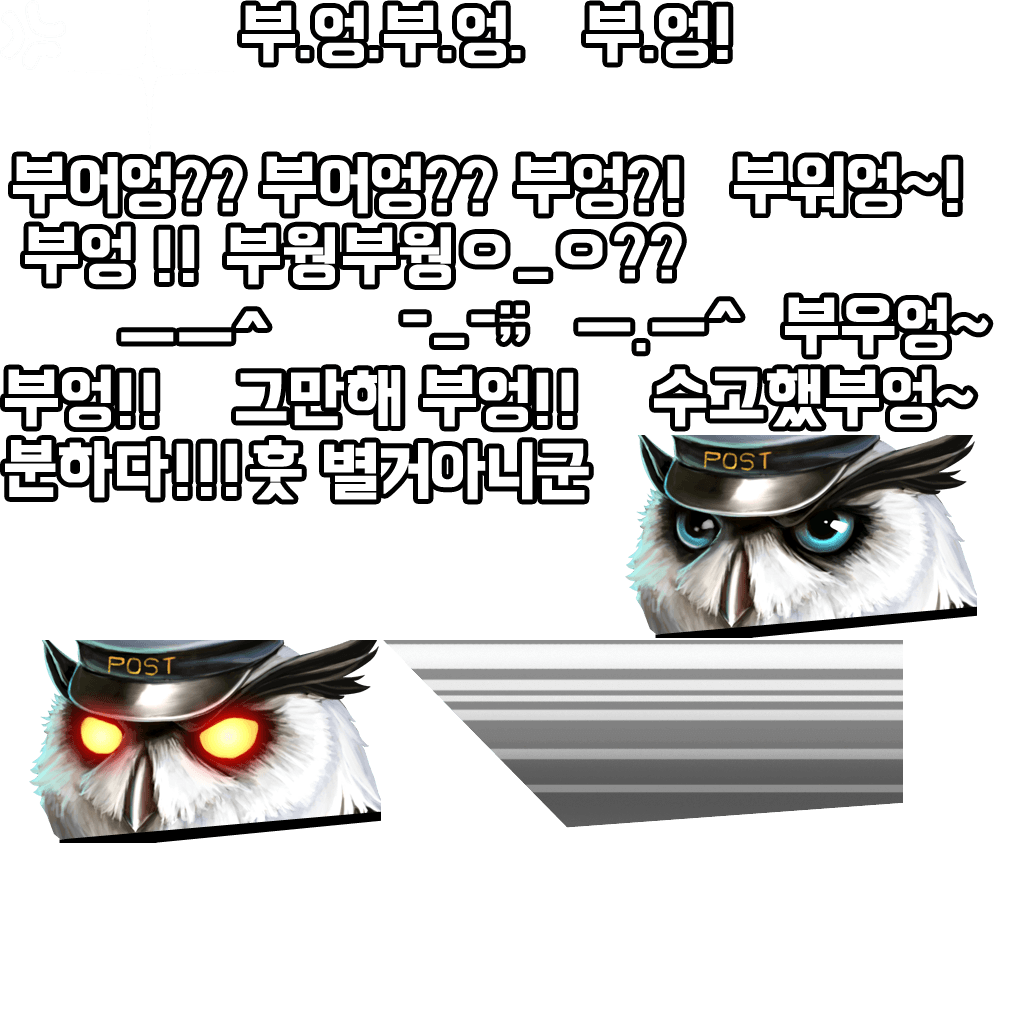 부.엉.부.엉. 부.엉!
부어엉?? 부어엉?? 부엉?! 부워엉~!
부엉 !! 부웡부웡ㅇ_ㅇ??
ㅡㅡ^ -_-;; ㅡ.ㅡ^ 부우엉~
부엉!! 그만해 부엉!! 수고했부엉~
분하다!!! 훗 별거아니군
POST
POST